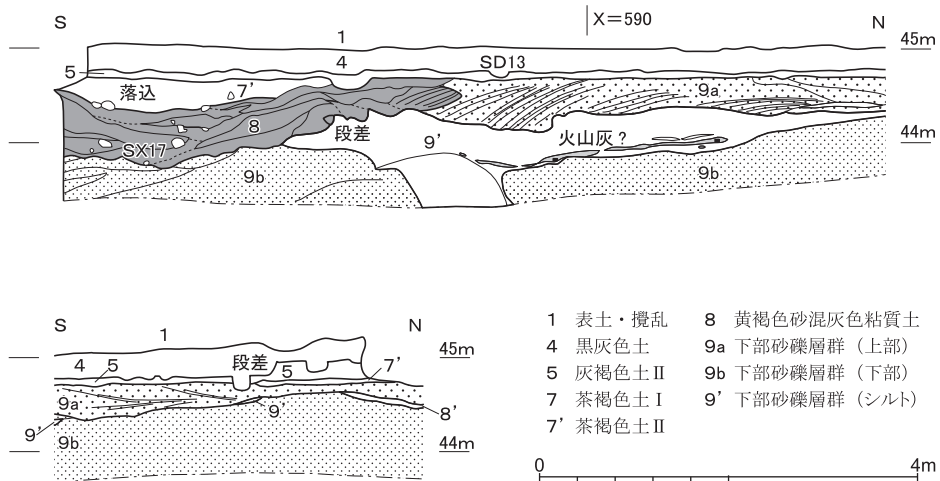 S X=590 N
1 45m
4 SD13
5
落込 7' 9a
8 段差 9' 火山灰? 44m
SX17
9b 9b
S N
1 45m
4 5 段差 5 7'
9a 9' 8'
9' 9b 44m
1 表土・攪乱
4 黒灰色土
5 灰褐色土Ⅱ
7 茶褐色土Ⅰ
7' 茶褐色土Ⅱ
8 黄褐色砂混灰色粘質土
9a 下部砂礫層群(上部)
9b 下部砂礫層群(下部)
9' 下部砂礫層群(シルト)
0 4m